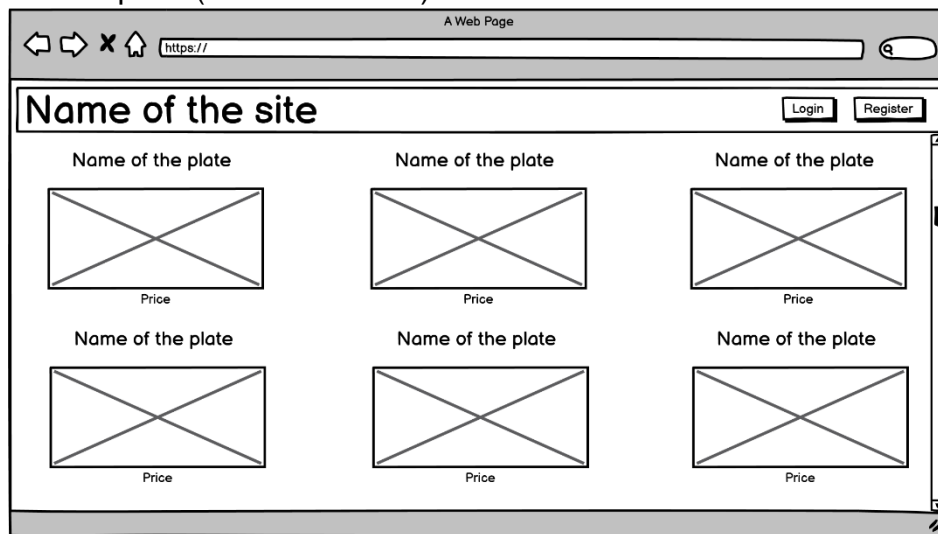 A Web Page
https://
Name of the site
Login Register
Name of the plate Name of the plate Name of the plate
Price Price Price
Name of the plate Name of the plate Name of the plate
Price Price Price